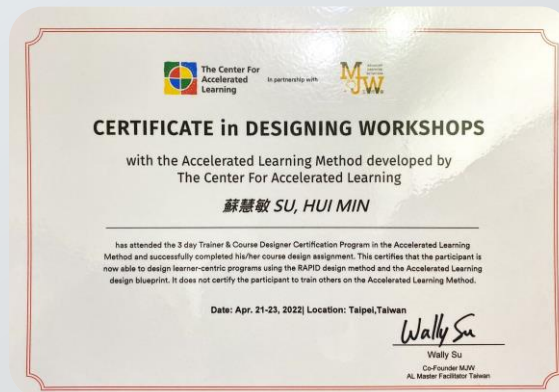 The Center For
Accelerated
Learning
In partnership with
MJW
CERTIFICATE in DESIGNING WORKSHOPS
with the Accelerated Learning Method developed by
The Center For Accelerated Learning
蘇慧敏 SU, HUI MIN
has attended the 3 day Trainer & Course Designer Certification Program in the Accelerated Learning
Method and successfully completed his/her course design assignment. This certifies that the participant is
now able to design learner-centric programs using the RAPID design method and the Accelerated Learning
design blueprint. It does not certify the participant to train others on the Accelerated Learning Method.
Date: Apr. 21-23, 2022| Location: Taipei,Taiwan
Wally Su
Wally Su
Co-Founder MJW
AL Master Facilitator Taiwan